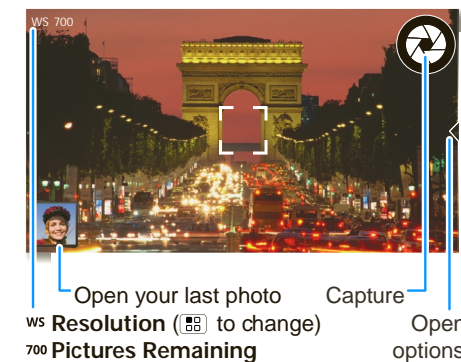 WS 700
Open your last photo
Capture
WS Resolution ( to change)
Open
options
700 Pictures Remaining